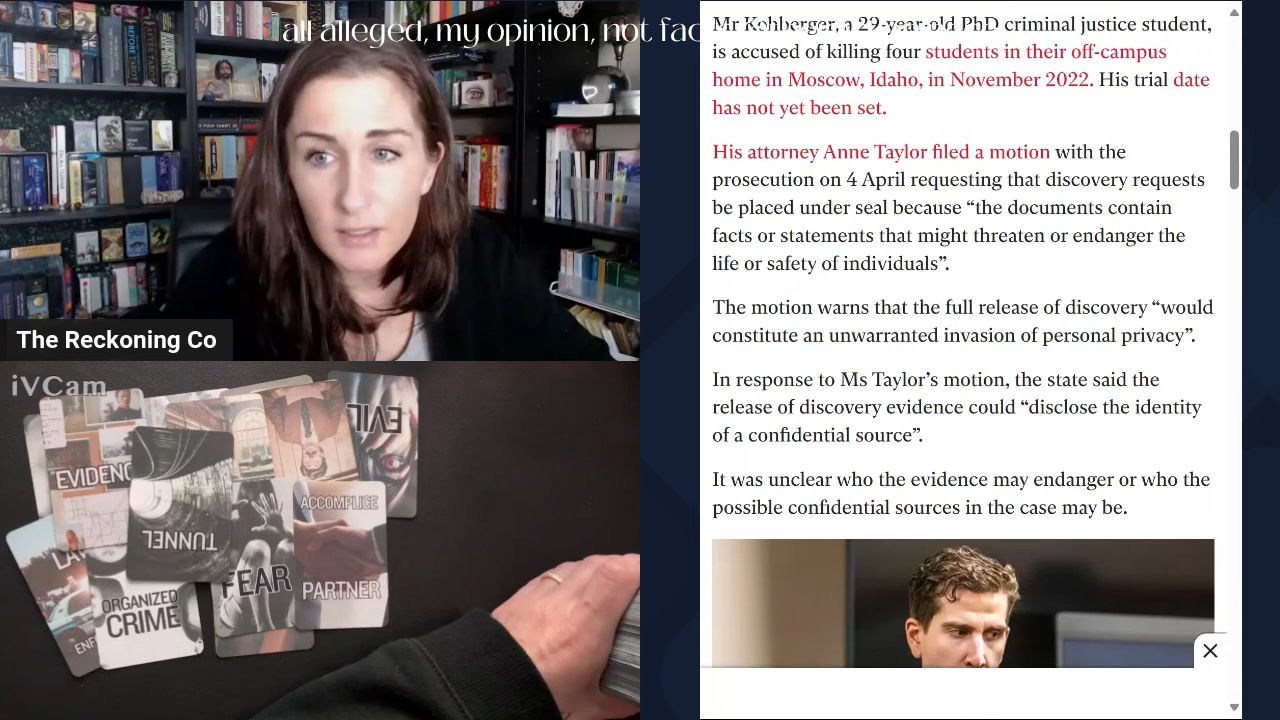 all alleged, my opinion, not fac
The Reckoning Co
iVCam
EVIDENC
EVIL
TUNNEL
ACCOMPLICE
PARTNER
FEAR
LA
ORGANIZED
CRIME
ENF
Mr Kohberger, a 29-year-old PhD criminal justice student,
is accused of killing four students in their off-campus
home in Moscow, Idaho, in November 2022. His trial date
has not yet been set.
His attorney Anne Taylor filed a motion with the
prosecution on 4 April requesting that discovery requests
be placed under seal because “the documents contain
facts or statements that might threaten or endanger the
life or safety of individuals”.
The motion warns that the full release of discovery “would
constitute an unwarranted invasion of personal privacy”.
In response to Ms Taylor’s motion, the state said the
release of discovery evidence could “disclose the identity
of a confidential source”.
It was unclear who the evidence may endanger or who the
possible confidential sources in the case may be.